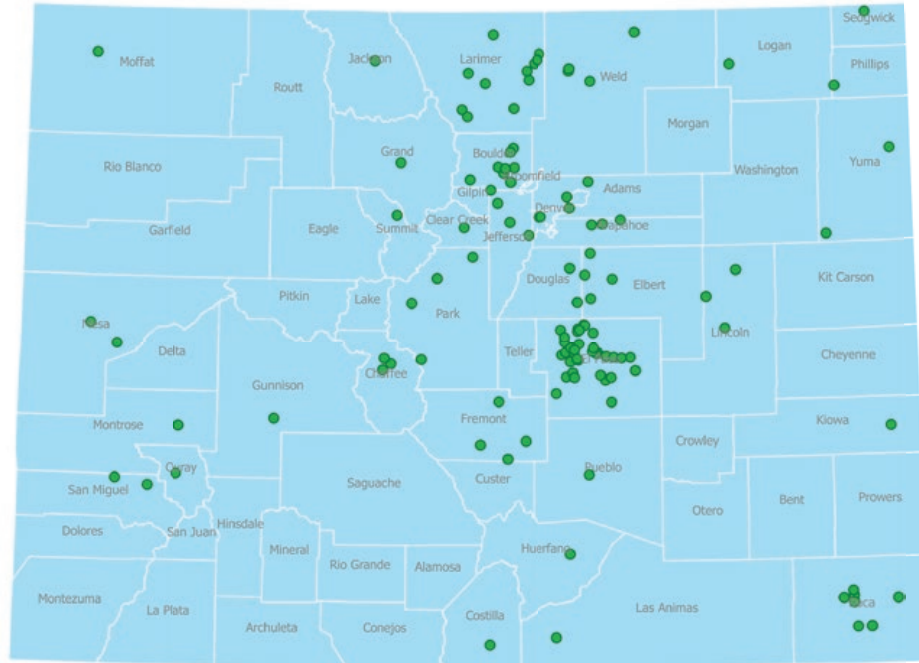 Sedgwick
Moffat
Jackson
Larimer
Logan
Phillips
Weld
Routt
Morgan
Grand
Boulder
Yuma
Rio Blanco
Broomfield
Washington
Gilpin
Adams
Denver
Garfield
Eagle
Summit
Clear Creek
Arapahoe
Jefferson
Kit Carson
Douglas
Elbert
Pitkin
Lake
Park
Mesa
Lincoln
Delta
Teller
El Paso
Cheyenne
Chaffee
Gunnison
Montrose
Fremont
Kiowa
Crowley
Ouray
Pueblo
San Miguel
Saguache
Custer
Bent
Prowers
Otero
Hinsdale
Dolores
San Juan
Mineral
Huerfano
Rio Grande
Alamosa
Montezuma
La Plata
Costilla
Las Animas
Baca
Archuleta
Conejos